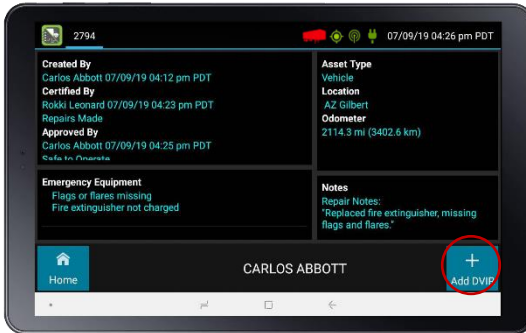 2794
07/09/19 04:26 pm PDT
Created By
Carlos Abbott 07/09/19 04:12 pm PDT
Certified By
Rokki Leonard 07/09/19 04:23 pm PDT
Repairs Made
Approved By
Carlos Abbott 07/09/19 04:25 pm PDT
Safe to Operate
Asset Type
Vehicle
Location
AZ Gilbert
Odometer
2114.3 mi (3402.6 km)
Emergency Equipment
Flags or flares missing
Fire extinguisher not charged
Notes
Repair Notes:
"Replaced fire extinguisher, missing
flags and flares."
Home
CARLOS ABBOTT
Add DVIR